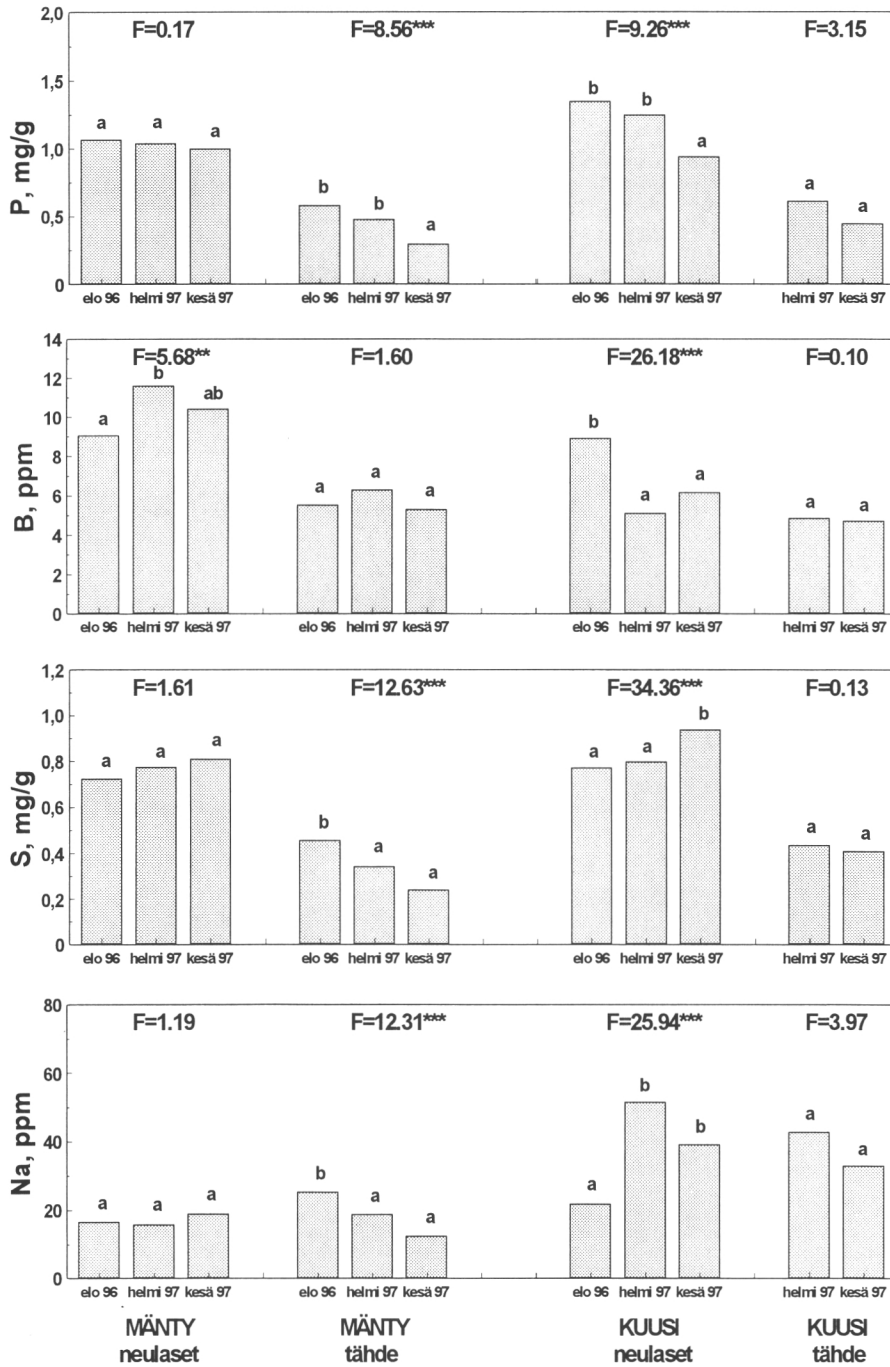 F=0.17 F=8.56*** F=9.26*** F=3.15
P, mg/g
2,0
1,5
1,0
0,5
0
a a a b b a b b a a a
elo 96 helmi 97 kesä 97 elo 96 helmi 97 kesä 97 elo 96 helmi 97 kesä 97 helmi 97 kesä 97
F=5.68** F=1.60 F=26.18*** F=0.10
B, ppm
14
12
10
8
6
4
2
0
a b ab a a a b a a a a
elo 96 helmi 97 kesä 97 elo 96 helmi 97 kesä 97 elo 96 helmi 97 kesä 97 helmi 97 kesä 97
F=1.61 F=12.63*** F=34.36*** F=0.13
S, mg/g
1,2
1,0
0,8
0,6
0,4
0,2
0
a a a b a a a a b a a
elo 96 helmi 97 kesä 97 elo 96 helmi 97 kesä 97 elo 96 helmi 97 kesä 97 helmi 97 kesä 97
F=1.19 F=12.31*** F=25.94*** F=3.97
Na, ppm
80
60
40
20
0
a a a b a a a b b a a
elo 96 helmi 97 kesä 97 elo 96 helmi 97 kesä 97 elo 96 helmi 97 kesä 97 helmi 97 kesä 97
MÄNTY MÄNTY KUUSI KUUSI
neulaset tähde neulaset tähde